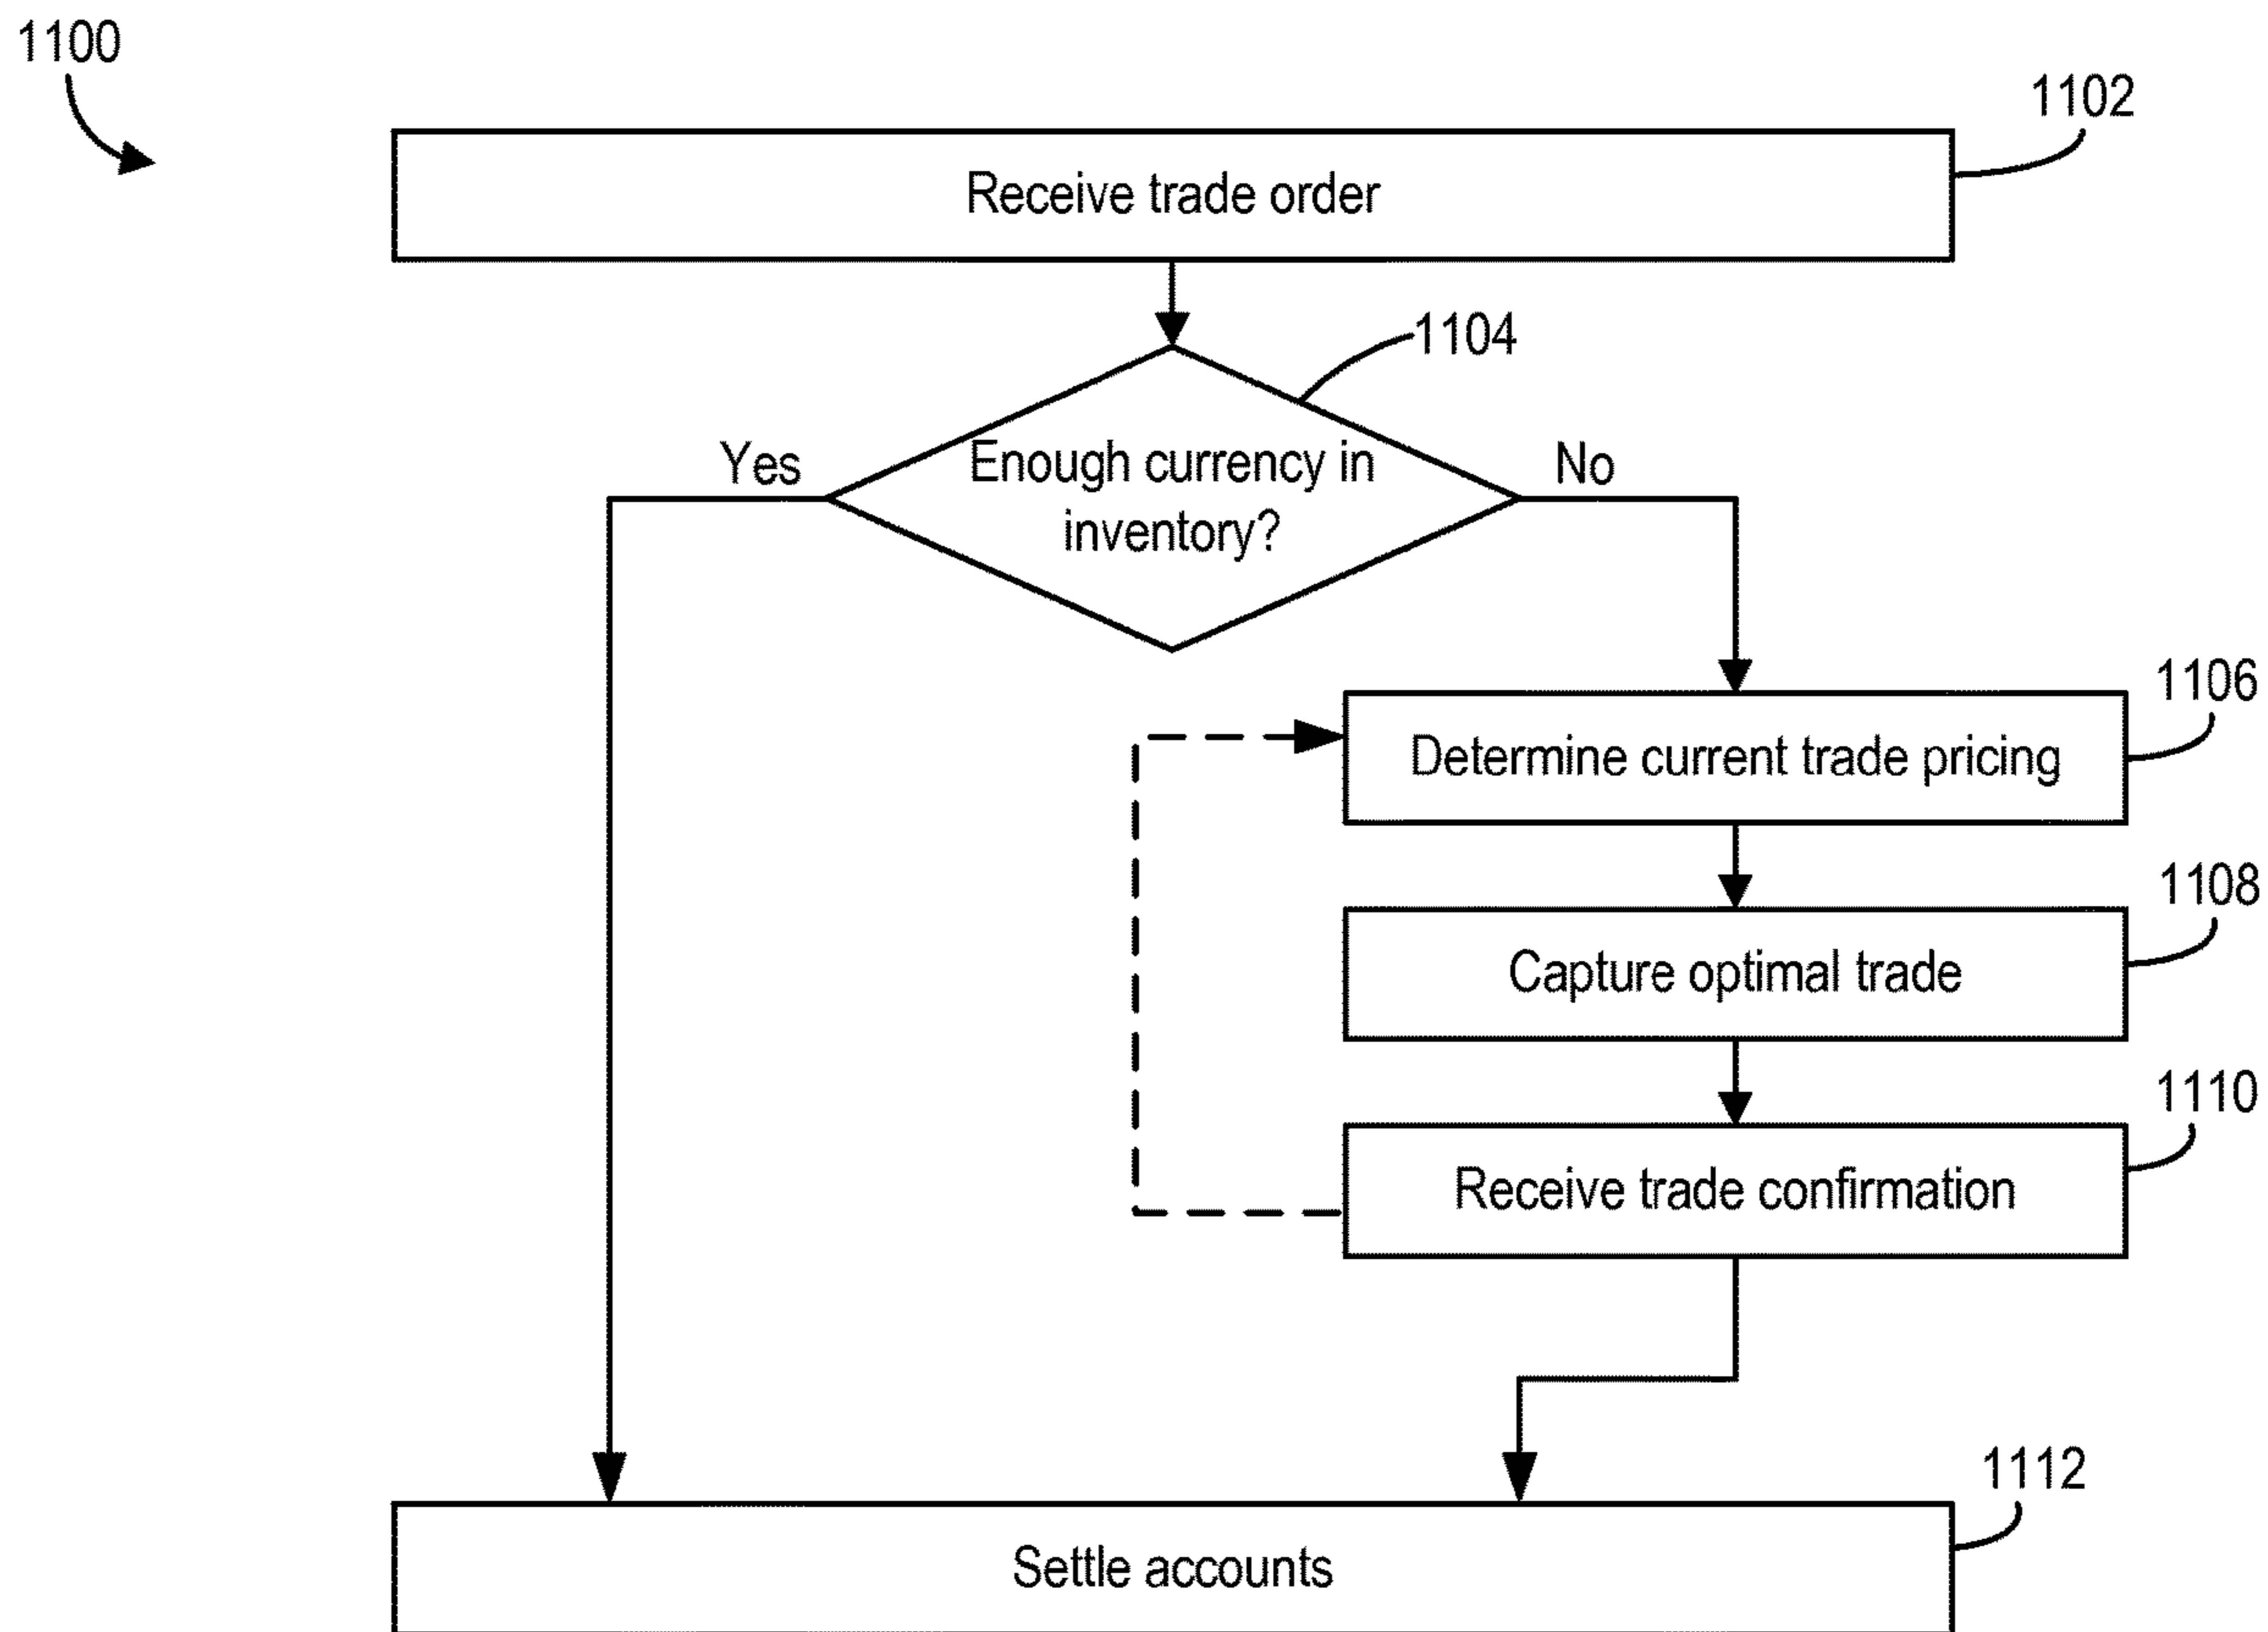 1100
1102
Receive trade order
1104
Yes
Enough currency in
inventory?
No
1106
Determine current trade pricing
1108
Capture optimal trade
1110
Receive trade confirmation
1112
Settle accounts